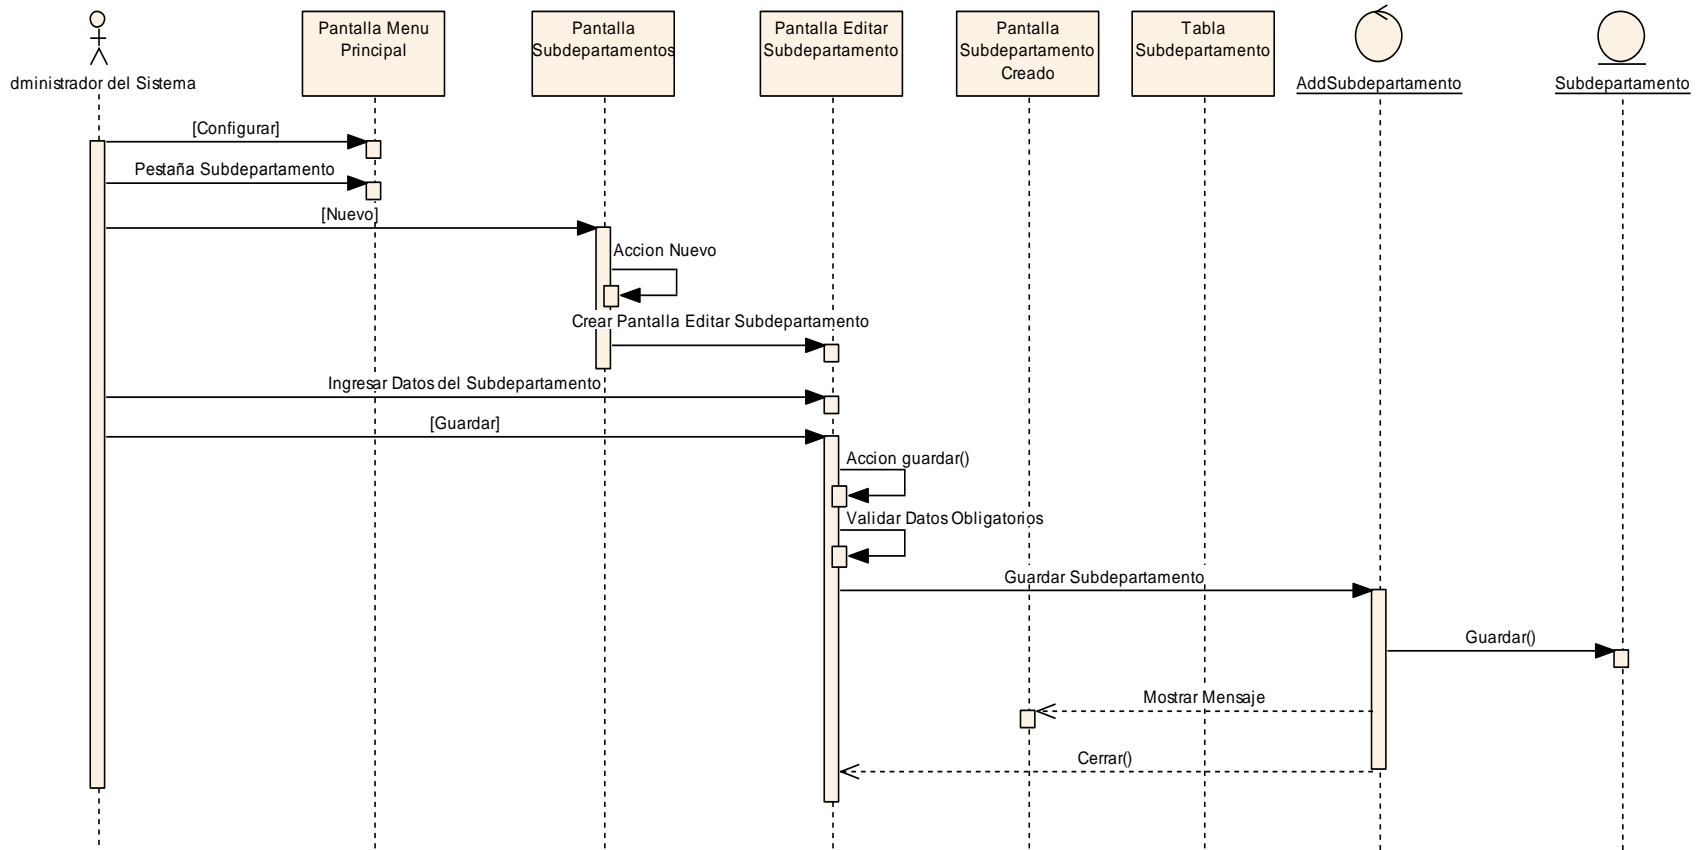 dministrador del Sistema
Pantalla Menu
Principal
Pantalla
Subdepartamentos
Pantalla Editar
Subdepartamento
Pantalla
Subdepartamento
Creado
Tabla
Subdepartamento
AddSubdepartamento
Subdepartamento
[Configurar]
Pestaña Subdepartamento
[Nuevo]
Accion Nuevo
Crear Pantalla Editar Subdepartamento
Ingresar Datos del Subdepartamento
[Guardar]
Accion guardar()
Validar Datos Obligatorios
Guardar Subdepartamento
Guardar()
Mostrar Mensaje
Cerrar()